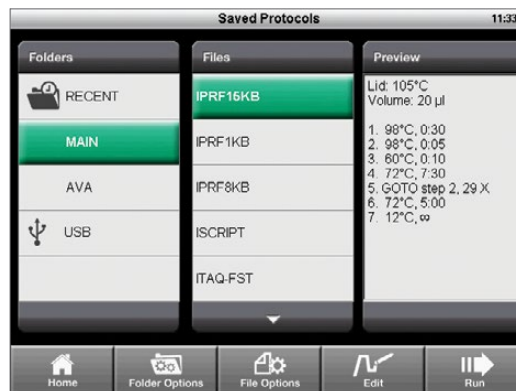 Saved Protocols
11:33
Folders
RECENT
MAIN
AVA
USB
Files
IPRF15KB
IPRF1KB
IPRF8KB
ISCRIPT
ITAQ-FST
Preview
Lid: 105°C
Volume: 20 µl
1. 98°C, 0:30
2. 98°C, 0:05
3. 60°C, 0:10
4. 72°C, 7:30
5. GOTO step 2, 29 X
6. 72°C, 5:00
7. 12°C, ∞
Home
Folder Options
File Options
Edit
Run